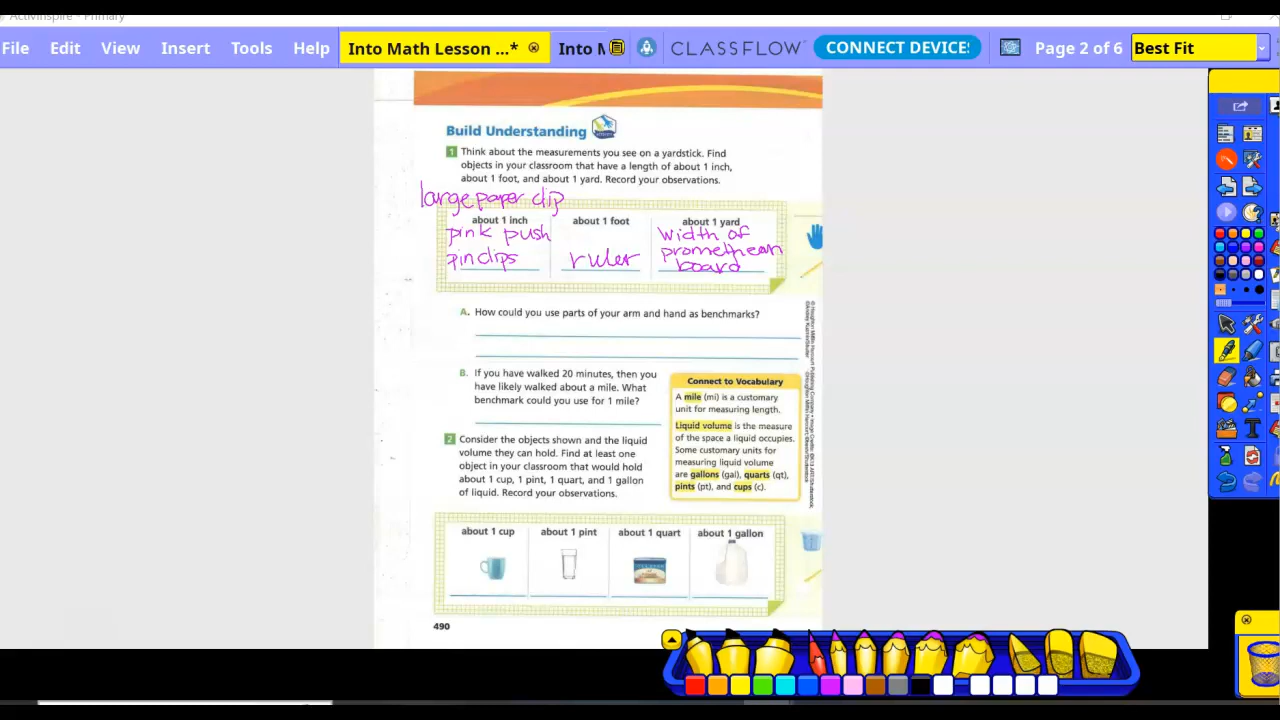 ActivInspire - Primary
File Edit View Insert Tools Help Into Math Lesson ...* Into M CLASSFLOW CONNECT DEVICES Page 2 of 6 Best Fit
Build Understanding
1 Think about the measurements you see on a yardstick. Find
objects in your classroom that have a length of about 1 inch,
about 1 foot, and about 1 yard. Record your observations.
large paper clip
about 1 inch about 1 foot about 1 yard
pink push
pin clips
ruler
width of
promethean
board
A. How could you use parts of your arm and hand as benchmarks?
B. If you have walked 20 minutes, then you
have likely walked about a mile. What
benchmark could you use for 1 mile?
Connect to Vocabulary
A mile (mi) is a customary
unit for measuring length.
Liquid volume is the measure
of the space a liquid occupies.
Some customary units for
measuring liquid volume
are gallons (gal), quarts (qt),
pints (pt), and cups (c).
2 Consider the objects shown and the liquid
volume they can hold. Find at least one
object in your classroom that would hold
about 1 cup, 1 pint, 1 quart, and 1 gallon
of liquid. Record your observations.
about 1 cup about 1 pint about 1 quart about 1 gallon
490
© Houghton Mifflin Harcourt Publishing Company